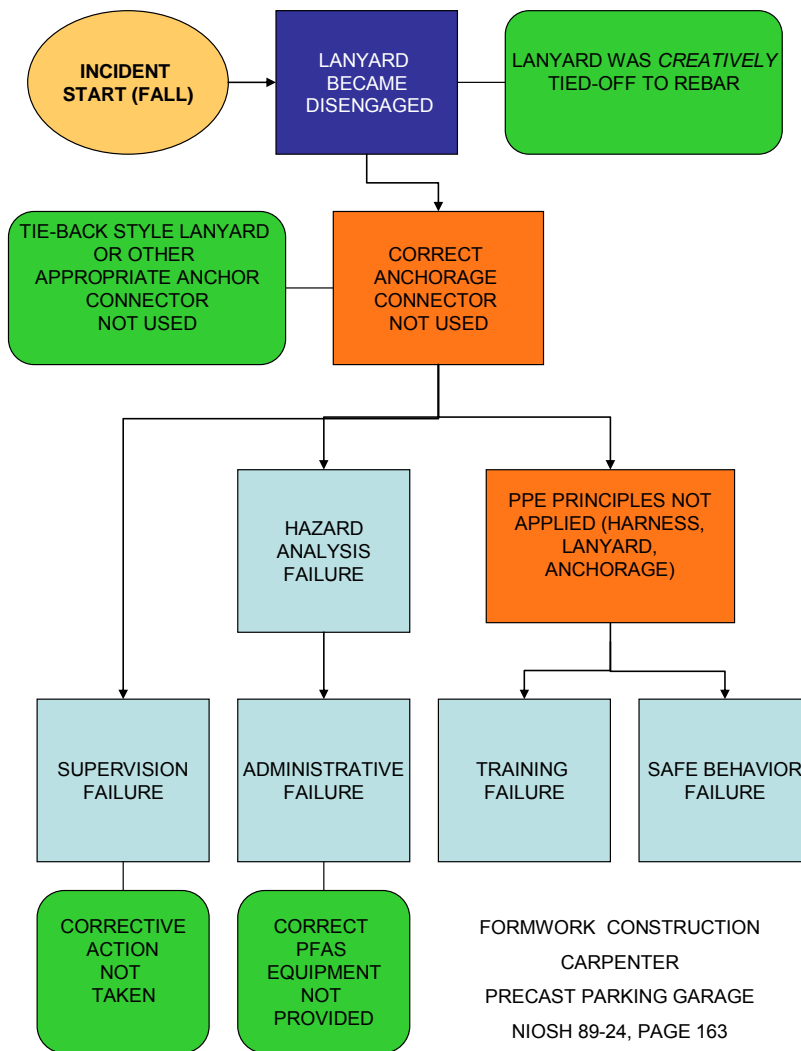 INCIDENT
START (FALL)
LANYARD
BECAME
DISENGAGED
LANYARD WAS CREATIVELY
TIED-OFF TO REBAR
TIE-BACK STYLE LANYARD
OR OTHER
APPROPRIATE ANCHOR
CONNECTOR
NOT USED
CORRECT
ANCHORAGE
CONNECTOR
NOT USED
HAZARD
ANALYSIS
FAILURE
PPE PRINCIPLES NOT
APPLIED (HARNESS,
LANYARD,
ANCHORAGE)
SUPERVISION
FAILURE
ADMINISTRATIVE
FAILURE
TRAINING
FAILURE
SAFE BEHAVIOR
FAILURE
CORRECTIVE
ACTION
NOT
TAKEN
CORRECT
PFAS
EQUIPMENT
NOT
PROVIDED
FORMWORK CONSTRUCTION
CARPENTER
PRECAST PARKING GARAGE
NIOSH 89-24, PAGE 163